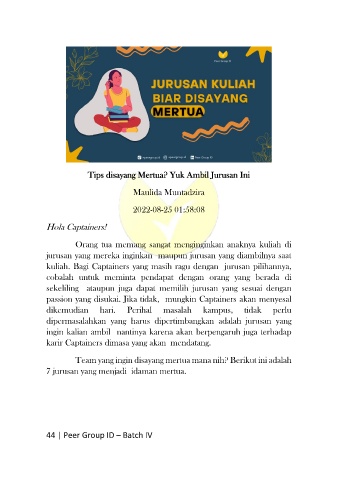 Peer Group ID
JURUSAN KULIAH
BIAR DISAYANG
MERTUA
Peer Group ID
Tips disayang Mertua? Yuk Ambil Jurusan Ini
Maulida Muntadzira
2022-08-25 01:58:08
Hola Captainers!
Orang tua memang sangat menginginkan anaknya kuliah di
jurusan yang mereka inginkan maupun jurusan yang diambilnya saat
kuliah. Bagi Captainers yang masih ragu dengan jurusan pilihannya,
cobalah untuk meminta pendapat dengan orang yang berada di
sekeliling ataupun juga dapat memilih jurusan yang sesuai dengan
passion yang disukai. Jika tidak, mungkin Captainers akan menyesal
dikemudian hari. Perihal masalah kampus, tidak perlu
dipermasalahkan yang harus dipertimbangkan adalah jurusan yang
ingin kalian ambil nantinya karena akan berpengaruh juga terhadap
karir Captainers dimasa yang akan mendatang.
Team yang ingin disayang mertua mana nih? Berikut ini adalah
7 jurusan yang menjadi idaman mertua.
44 | Peer Group ID – Batch IV